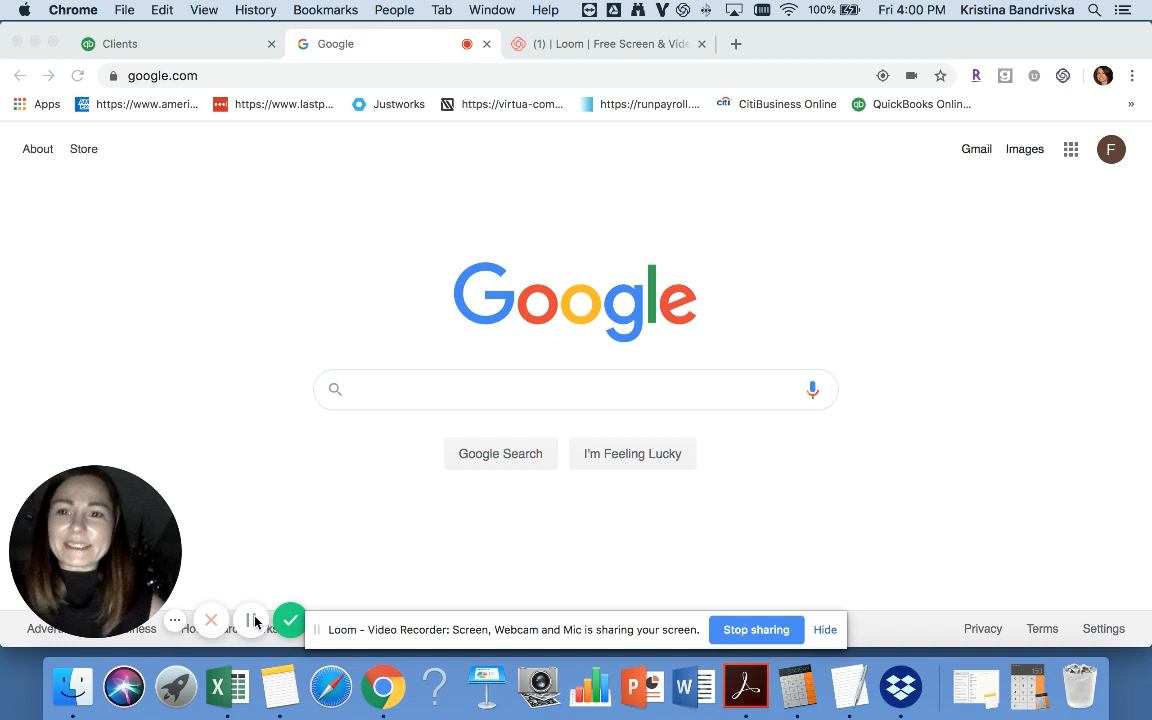 Chrome File Edit View History Bookmarks People Tab Window Help 100% Fri 4:00 PM Kristina Bandrivska
Clients Google (1) | Loom | Free Screen & Vide
google.com
Apps https://www.ameri... https://www.lastp... Justworks https://virtua-com... https://runpayroll.... CitiBusiness Online QuickBooks Onlin... »
About Store Gmail Images F
Google
Google Search I'm Feeling Lucky
Loom - Video Recorder: Screen, Webcam and Mic is sharing your screen. Stop sharing Hide
Privacy Terms Settings